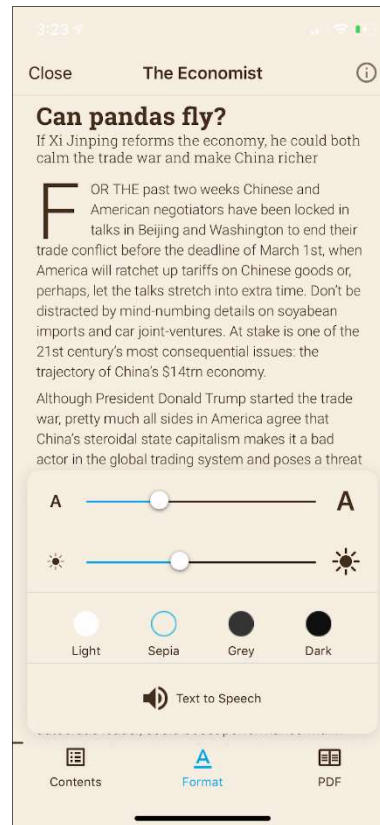 3:23
Close The Economist
Can pandas fly?
If Xi Jinping reforms the economy, he could both
calm the trade war and make China richer
FOR THE past two weeks Chinese and
American negotiators have been locked in
talks in Beijing and Washington to end their
trade conflict before the deadline of March 1st, when
America will ratchet up tariffs on Chinese goods or,
perhaps, let the talks stretch into extra time. Don't be
distracted by mind-numbing details on soyabean
imports and car joint-ventures. At stake is one of the
21st century's most consequential issues: the
trajectory of China's $14trn economy.
Although President Donald Trump started the trade
war, pretty much all sides in America agree that
China's steroidal state capitalism makes it a bad
actor in the global trading system and poses a threat
A A
Light Sepia Grey Dark
Text to Speech
Contents Format PDF